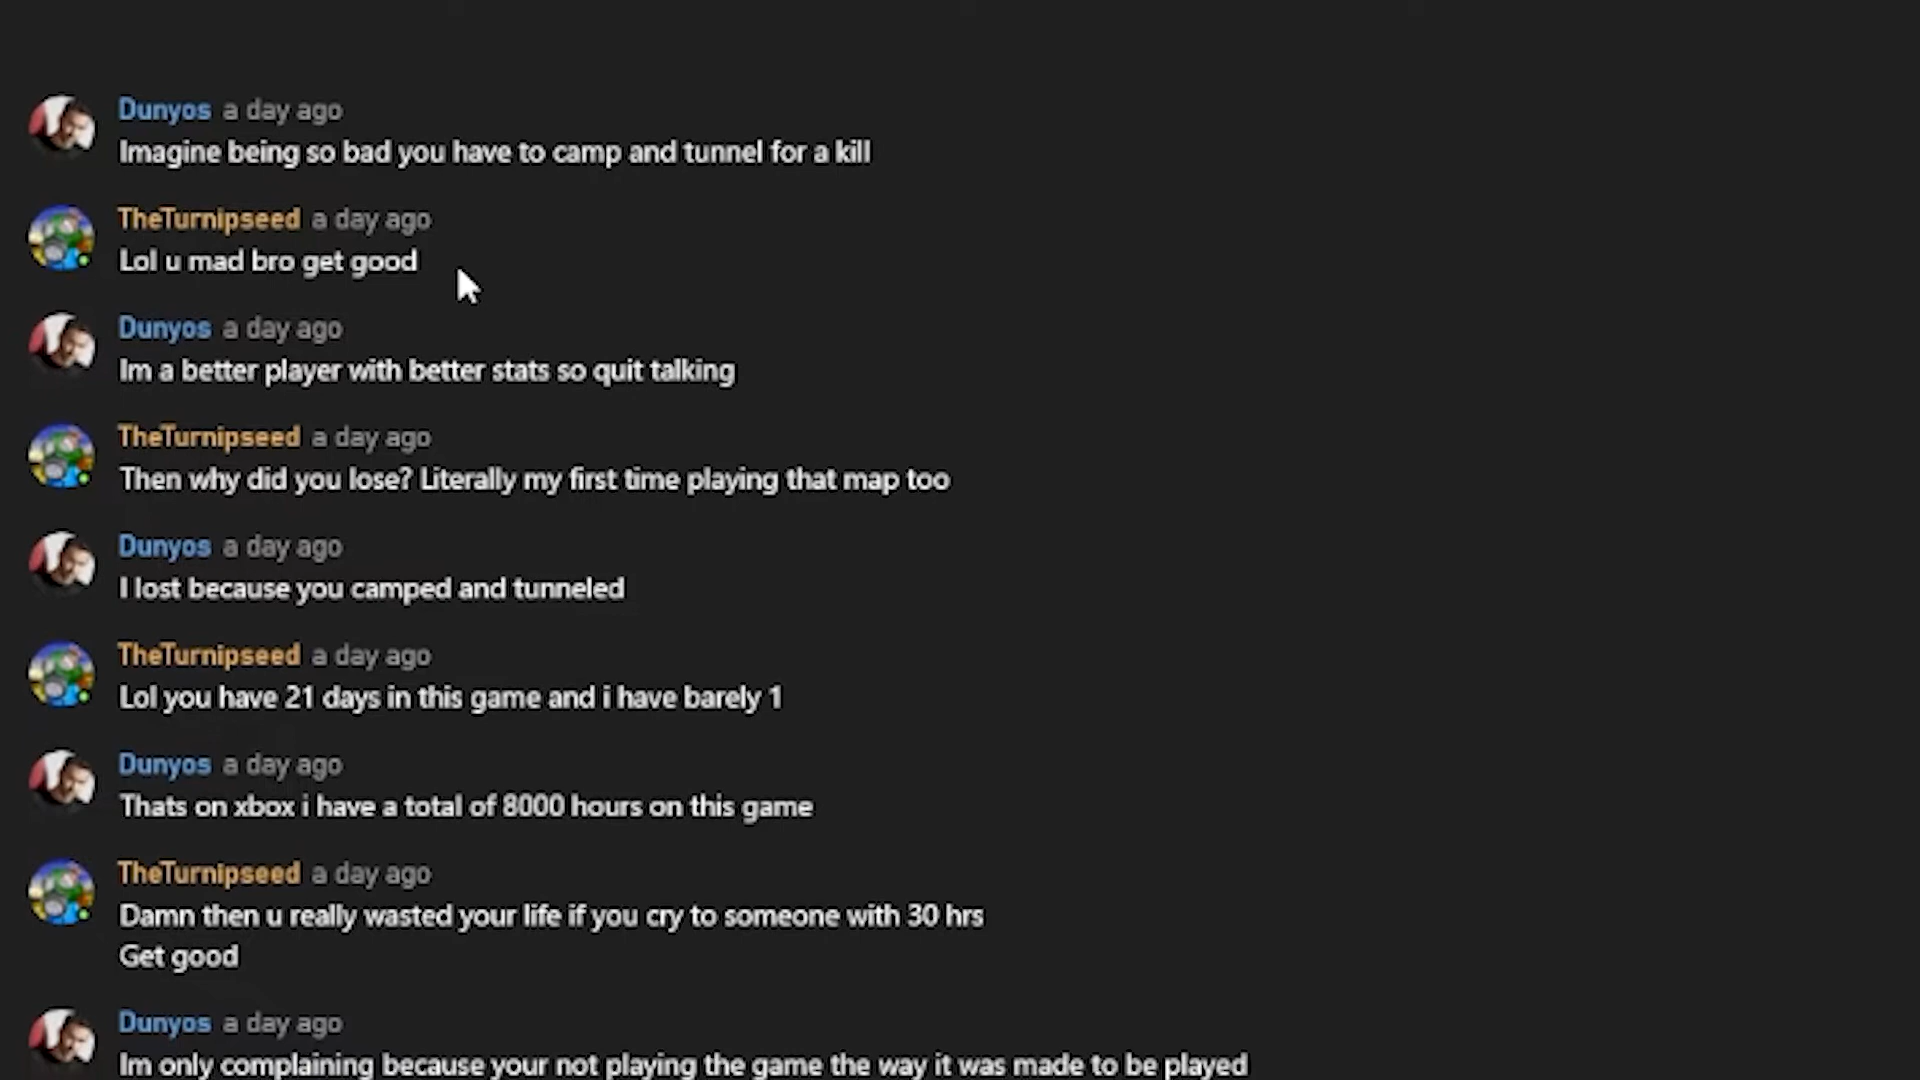 Dunyos a day ago
Imagine being so bad you have to camp and tunnel for a kill
TheTurnipseed a day ago
Lol u mad bro get good
Dunyos a day ago
Im a better player with better stats so quit talking
TheTurnipseed a day ago
Then why did you lose? Literally my first time playing that map too
Dunyos a day ago
I lost because you camped and tunneled
TheTurnipseed a day ago
Lol you have 21 days in this game and i have barely 1
Dunyos a day ago
Thats on xbox i have a total of 8000 hours on this game
TheTurnipseed a day ago
Damn then u really wasted your life if you cry to someone with 30 hrs
Get good
Dunyos a day ago
Im only complaining because your not playing the game the way it was made to be played